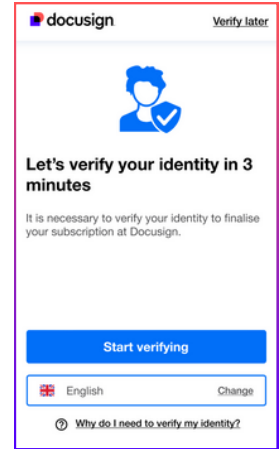 docusign
Verify later
Let's verify your identity in 3
minutes
It is necessary to verify your identity to finalise
your subscription at Docusign.
Start verifying
English
Change
Why do I need to verify my identity?